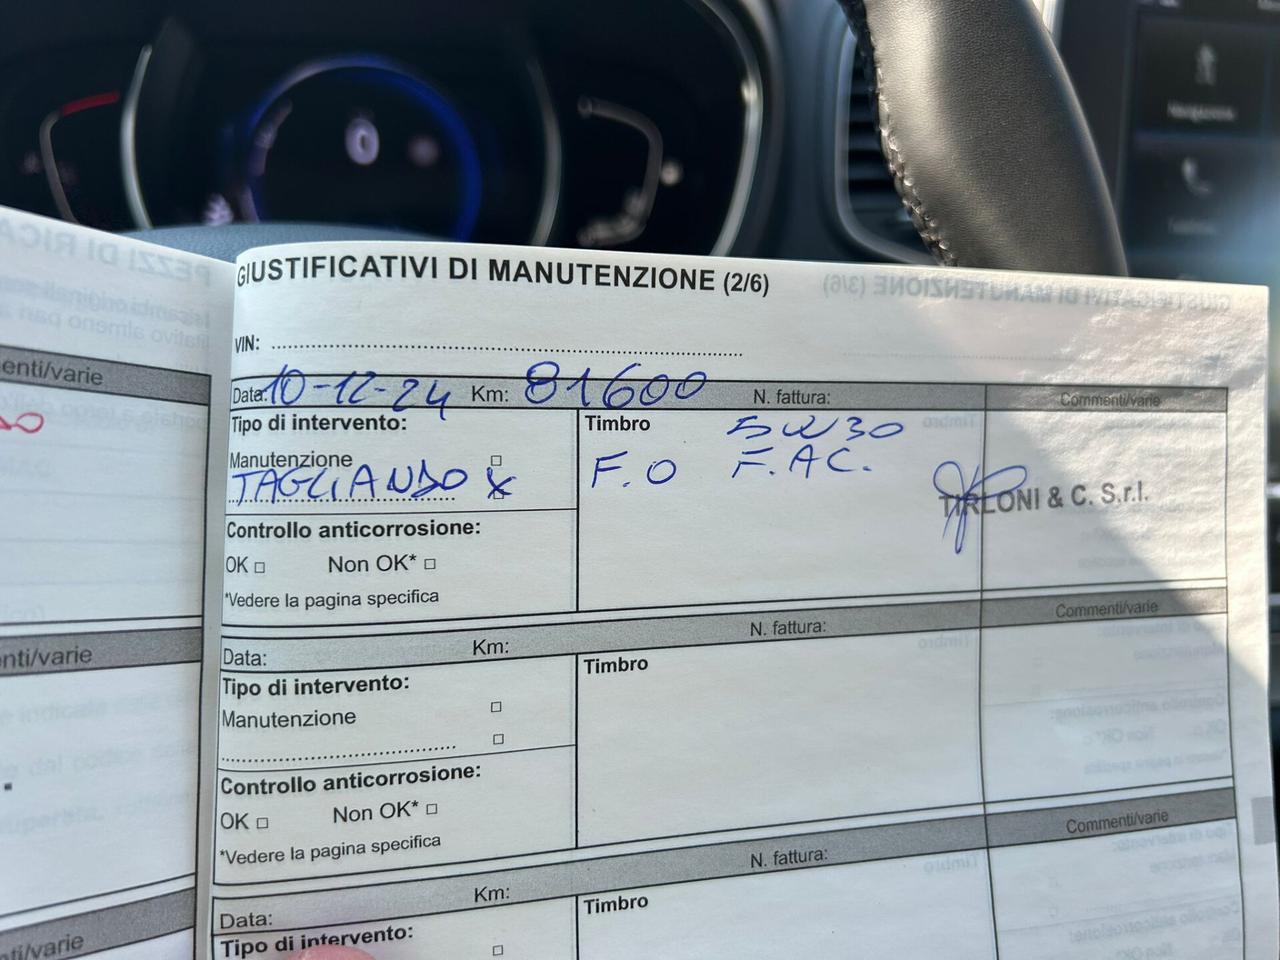 GIUSTIFICATIVI DI MANUTENZIONE (2/6)
VIN:
Data: 10-12-24 Km: 81600 N. fattura: Commenti/varie
Tipo di intervento: Timbro 5W30
Manutenzione F.O F.AC.
TAGLIANDO X TIRLONI & C. S.r.l.
Controllo anticorrosione:
OK Non OK*
*Vedere la pagina specifica
Data: Km: N. fattura: Commenti/varie
Tipo di intervento: Timbro
Manutenzione
Controllo anticorrosione:
OK Non OK*
*Vedere la pagina specifica
Data: Km: N. fattura: Commenti/varie
Tipo di intervento: Timbro
enti/varie
nti/varie
nti/varie